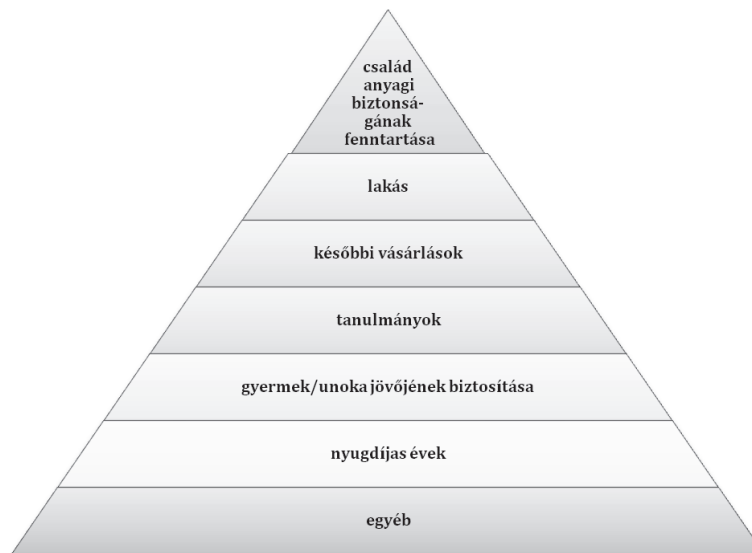 család
anyagi
biztonsá-
gának
fenntartása
lakás
későbbi vásárlások
tanulmányok
gyermek/unoka jövőjének biztosítása
nyugdíjas évek
egyéb